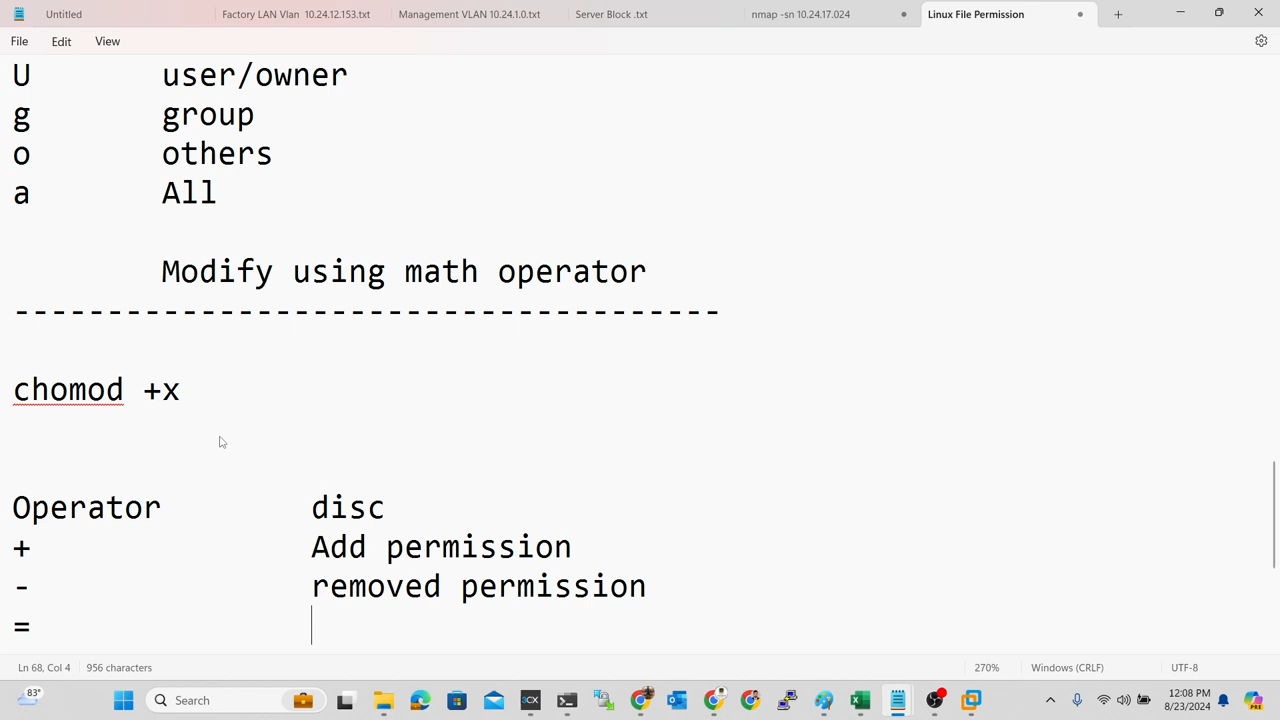 Untitled
Factory LAN Vlan 10.24.12.153.txt
Management VLAN 10.24.1.0.txt
Server Block .txt
nmap -sn 10.24.17.024
Linux File Permission
File Edit View
U user/owner
g group
o others
a All
Modify using math operator
---------------------------------------
chomod +x
Operator disc
+ Add permission
- removed permission
=
Ln 68, Col 4
956 characters
270%
Windows (CRLF)
UTF-8
83°
Search
12:08 PM
8/23/2024